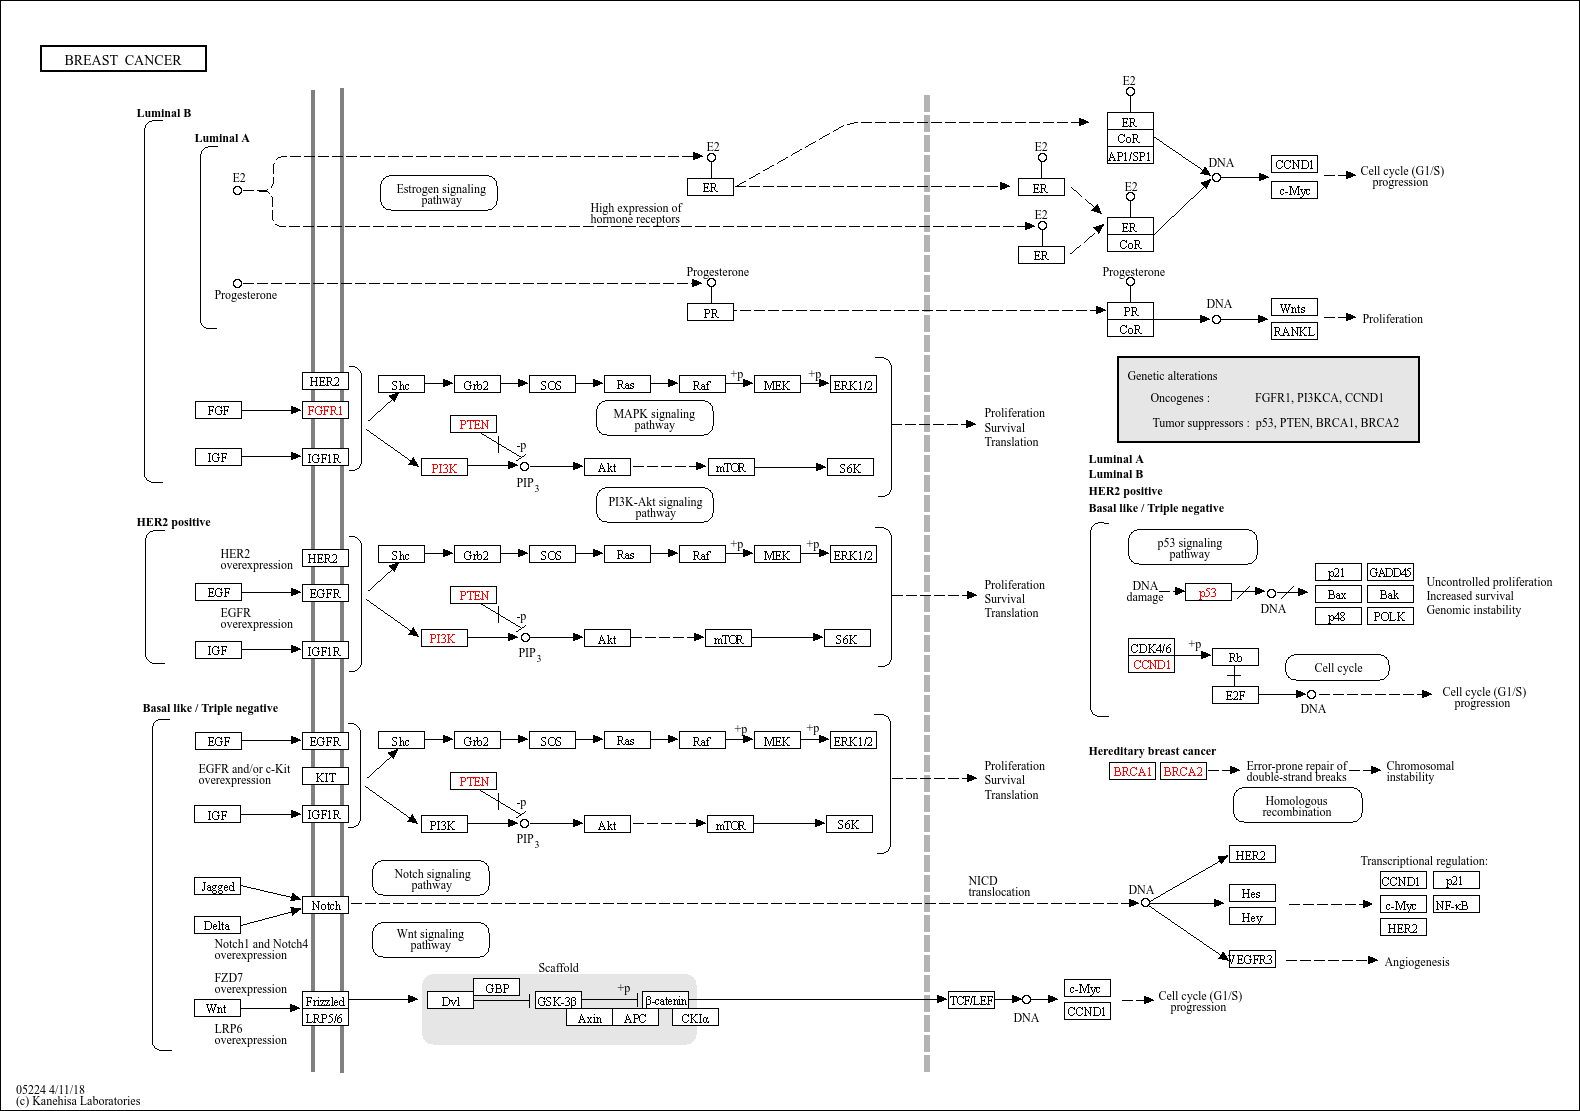 BREAST CANCER
Luminal B
Luminal A
E2
Estrogen signaling
pathway
High expression of
hormone receptors
E2
ER
E2
ER
E2
ER
E2
ER
CoR
AP1/SP1
E2
ER
CoR
DNA
CCND1
c-Myc
Cell cycle (G1/S)
progression
Progesterone
Progesterone
PR
Progesterone
PR
CoR
DNA
Wnts
RANKL
Proliferation
HER2
FGF
FGFR1
IGF
IGF1R
Shc
Grb2
SOS
Ras
Raf
+p
MEK
+p
ERK1/2
MAPK signaling
pathway
PTEN
-p
PI3K
PIP3
Akt
mTOR
S6K
PI3K-Akt signaling
pathway
Proliferation
Survival
Translation
Genetic alterations
Oncogenes : FGFR1, PI3KCA, CCND1
Tumor suppressors : p53, PTEN, BRCA1, BRCA2
HER2 positive
HER2
overexpression
HER2
EGF
EGFR
EGFR
overexpression
IGF
IGF1R
Shc
Grb2
SOS
Ras
Raf
+p
MEK
+p
ERK1/2
PTEN
-p
PI3K
PIP3
Akt
mTOR
S6K
Proliferation
Survival
Translation
Luminal A
Luminal B
HER2 positive
Basal like / Triple negative
p53 signaling
pathway
DNA
damage
p53
DNA
p21
GADD45
Bax
Bak
p48
POLK
Uncontrolled proliferation
Increased survival
Genomic instability
CDK4/6
CCND1
+p
Rb
E2F
Cell cycle
DNA
Cell cycle (G1/S)
progression
Basal like / Triple negative
EGF
EGFR
EGFR and/or c-Kit
overexpression
KIT
IGF
IGF1R
Shc
Grb2
SOS
Ras
Raf
+p
MEK
+p
ERK1/2
PTEN
-p
PI3K
PIP3
Akt
mTOR
S6K
Proliferation
Survival
Translation
Hereditary breast cancer
BRCA1
BRCA2
Error-prone repair of
double-strand breaks
Chromosomal
instability
Homologous
recombination
Jagged
Delta
Notch
Notch1 and Notch4
overexpression
Notch signaling
pathway
NICD
translocation
DNA
HER2
Hes
Hey
VEGFR3
Transcriptional regulation:
CCND1
p21
c-Myc
NF-κB
HER2
Angiogenesis
Wnt signaling
pathway
FZD7
overexpression
Wnt
LRP6
overexpression
Frizzled
LRP5/6
Scaffold
Dvl
GBP
GSK-3β
+p
β-catenin
Axin
APC
CKIα
TCF/LEF
DNA
c-Myc
CCND1
Cell cycle (G1/S)
progression
05224 4/11/18
(c) Kanehisa Laboratories